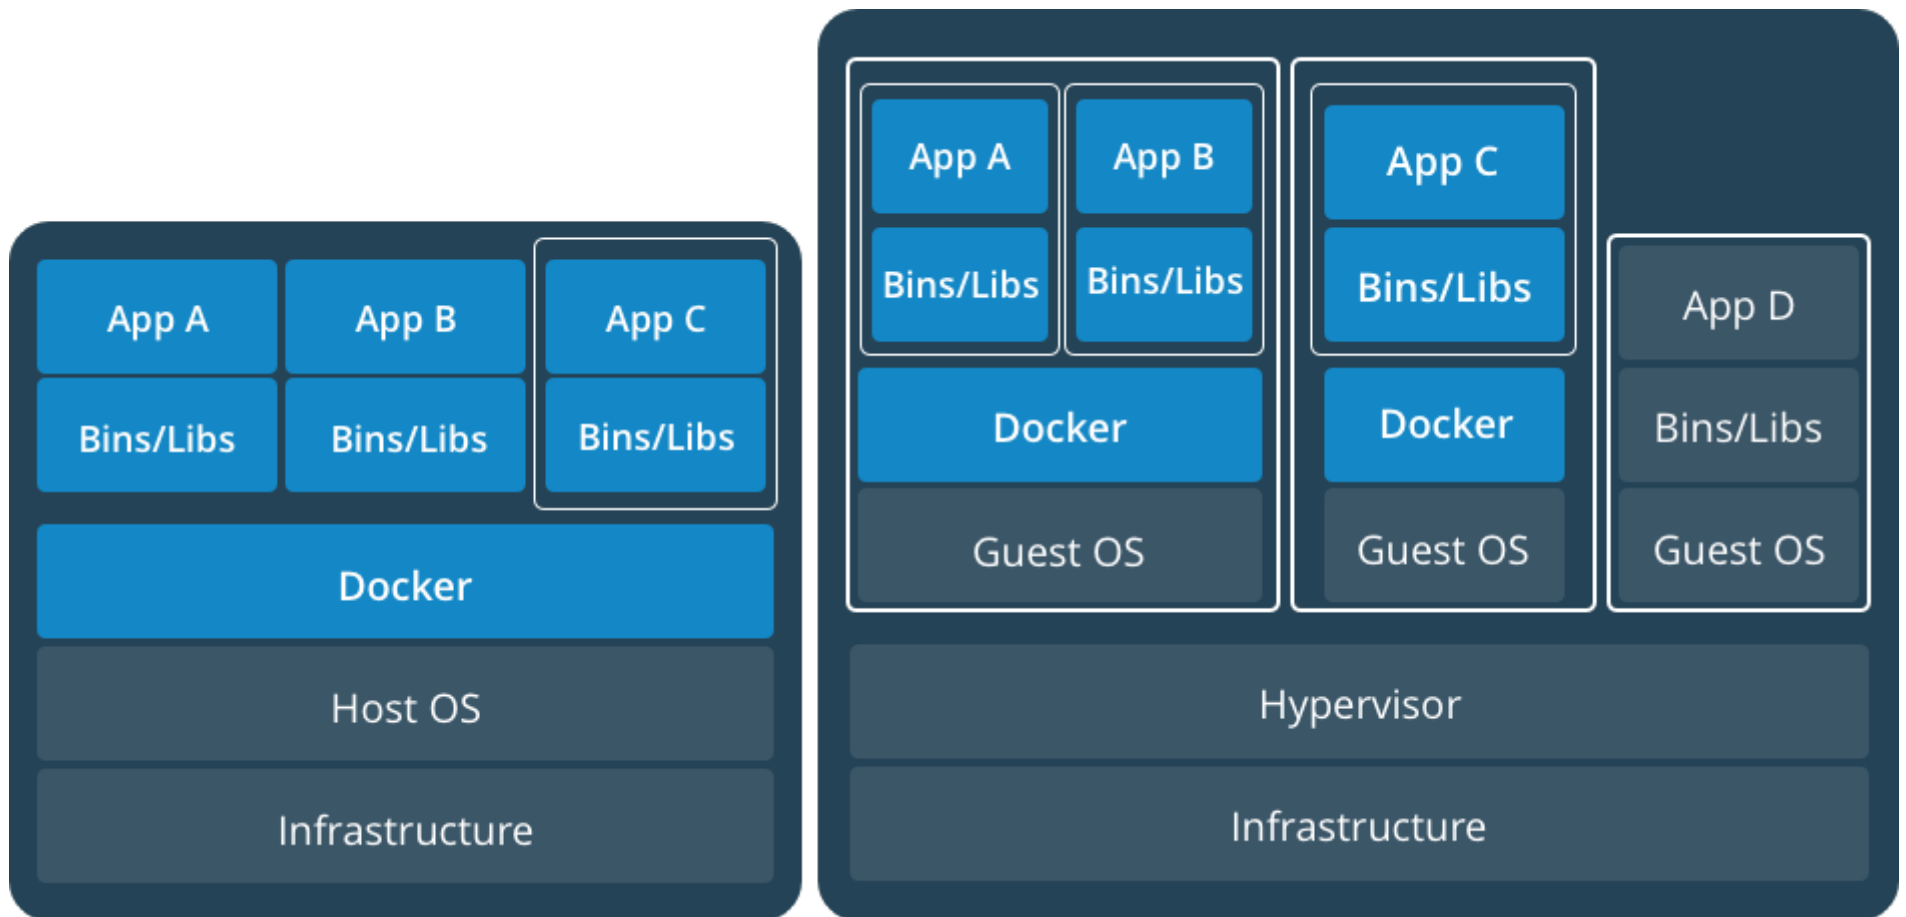 App A
App B
App C
Bins/Libs
Bins/Libs
Bins/Libs
Docker
Host OS
Infrastructure
App A
App B
Bins/Libs
Bins/Libs
Docker
Guest OS
App C
Bins/Libs
Docker
Guest OS
App D
Bins/Libs
Guest OS
Hypervisor
Infrastructure